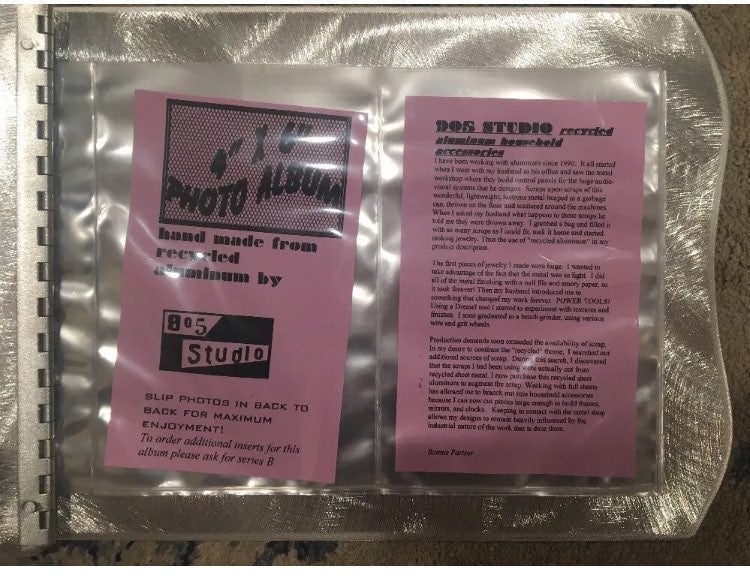 4" X 6"
PHOTO ALBUM
hand made from
recycled
aluminum by
805
Studio
SLIP PHOTOS IN BACK TO
BACK FOR MAXIMUM
ENJOYMENT!
To order additional inserts for this
album please ask for series B
905 STUDIO recycled
aluminum household
accessories
I have been working with aluminum since 1990. It all started
when I went with my husband to his office and saw the metal
workshop where they build control panels for the huge audio-
visual systems that he designs. Scraps upon scraps of this
wonderful, lightweight, lustrous metal heaped in a garbage
can, thrown on the floor and scattered around the machines.
When I asked my husband what happens to those scraps he
told me they were thrown away. I grabbed a bag and filled it
with as many scraps as I could fit, took it home and started
making jewelry. Thus the use of "recycled aluminum" in my
product description.
The first pieces of jewelry I made were huge. I wanted to
take advantage of the fact that the metal was so light. I did
all of the metal finishing with a nail file and emery paper, so
it took forever! Then my husband introduced me to
something that changed my work forever. POWER TOOLS!
Using a Dremel tool I started to experiment with textures and
finishes. I sone graduated to a bench grinder, using various
wire and grit wheels.
Production demands soon exceeded the availability of scrap.
In my desire to continue the "recycled" theme, I searched out
additional sources of scrap. During this search, I discovered
that the scraps I had been using were actually cut from
recycled sheet metal. I now purchase this recycled sheet
aluminum to augment the scrap. Working with full sheets
has allowed me to branch out into household accessories
because I can now cut pieces large enough to build frames,
mirrors, and clocks. Keeping in contact with the metal shop
allows my designs to remain heavily influenced by the
industrial nature of the work that is done there.
Bonnie